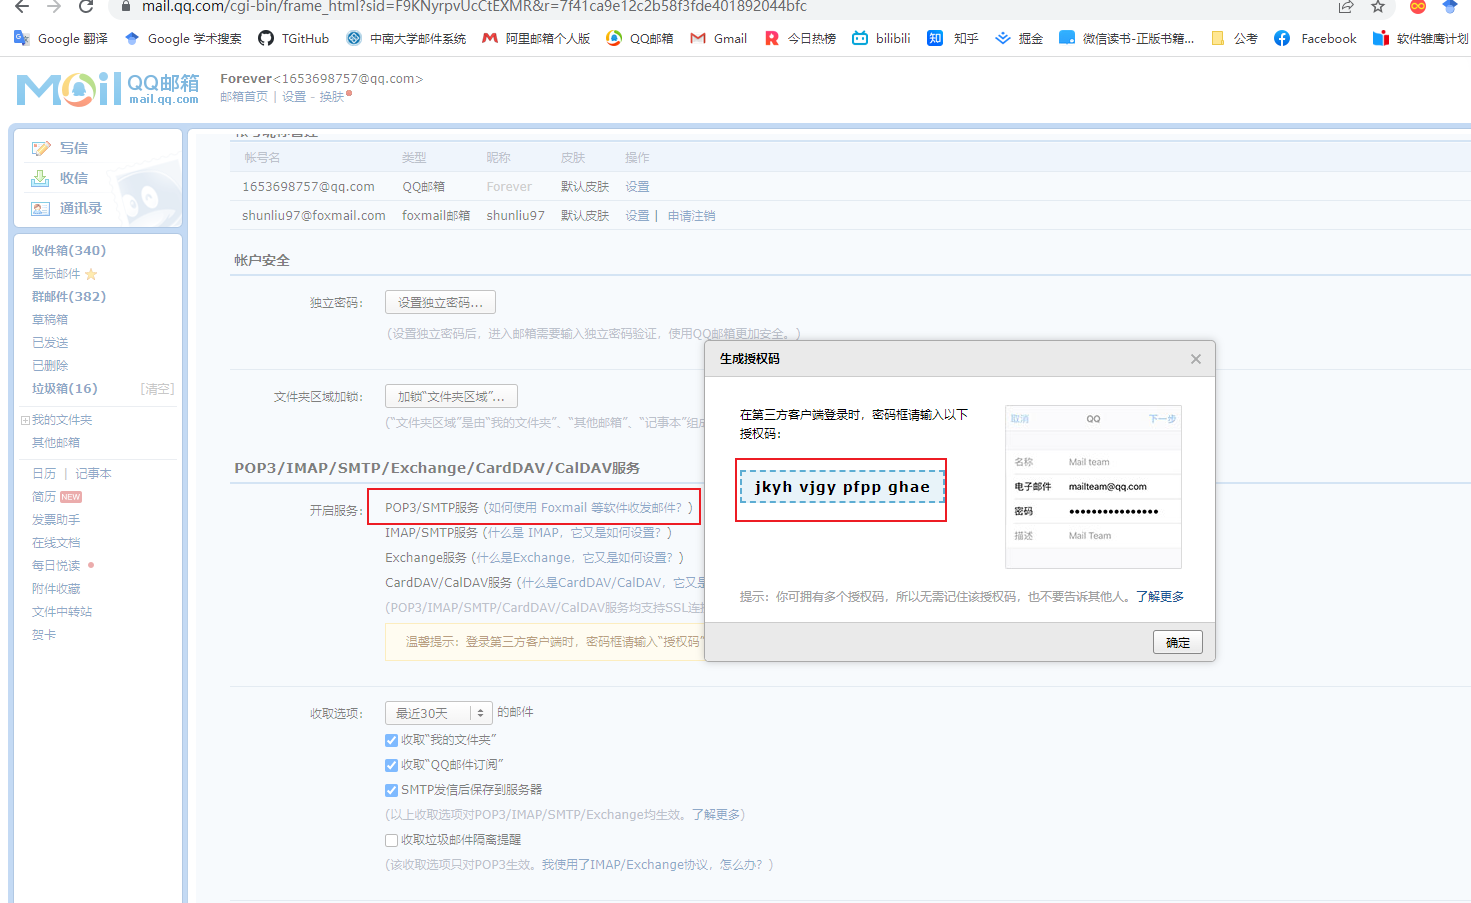 mail.qq.com/cgi-bin/frame_html?sid=F9KNyrpvUcCtEXMR&r=7f41ca9e12c2b58f3fde401892044bfc
Google 翻译 Google 学术搜索 TGitHub 中南大学邮件系统 阿里邮箱个人版 QQ邮箱 Gmail 今日热榜 bilibili 知乎 掘金 微信读书-正版书籍... 公考 Facebook 软件雏鹰计划
Mail QQ邮箱 mail.qq.com
Forever<1653698757@qq.com>
邮箱首页 | 设置 - 换肤
写信
收信
通讯录
收件箱(340)
星标邮件
群邮件(382)
草稿箱
已发送
已删除
垃圾箱(16) [清空]
我的文件夹
其他邮箱
日历 | 记事本
简历 NEW
发票助手
在线文档
每日悦读
附件收藏
文件中转站
贺卡
帐号名 类型 昵称 皮肤 操作
1653698757@qq.com QQ邮箱 Forever 默认皮肤 设置
shunliu97@foxmail.com foxmail邮箱 shunliu97 默认皮肤 设置 | 申请注销
帐户安全
独立密码: 设置独立密码...
(设置独立密码后，进入邮箱需要输入独立密码验证，使用QQ邮箱更加安全。)
文件夹区域加锁: 加锁“文件夹区域”...
(“文件夹区域”是由“我的文件夹”、“其他邮箱”、“记事本”组成
POP3/IMAP/SMTP/Exchange/CardDAV/CalDAV服务
开启服务: POP3/SMTP服务 (如何使用 Foxmail 等软件收发邮件？)
IMAP/SMTP服务 (什么是 IMAP，它又是如何设置？)
Exchange服务 (什么是Exchange，它又是如何设置？)
CardDAV/CalDAV服务 (什么是CardDAV/CalDAV，它又是
(POP3/IMAP/SMTP/CardDAV/CalDAV服务均支持SSL连接
温馨提示：登录第三方客户端时，密码框请输入“授权码”
收取选项: 最近30天 的邮件
收取“我的文件夹”
收取“QQ邮件订阅”
SMTP发信后保存到服务器
(以上收取选项对POP3/IMAP/SMTP/Exchange均生效。了解更多)
收取垃圾邮件隔离提醒
(该收取选项只对POP3生效。我使用了IMAP/Exchange协议，怎么办？)
生成授权码
在第三方客户端登录时，密码框请输入以下
授权码:
jkyh vjgy pfpp ghae
取消 QQ 下一步
名称 Mail team
电子邮件 mailteam@qq.com
密码 ●●●●●●●●●●●●●●●
描述 Mail Team
提示：你可拥有多个授权码，所以无需记住该授权码，也不要告诉其他人。了解更多
确定